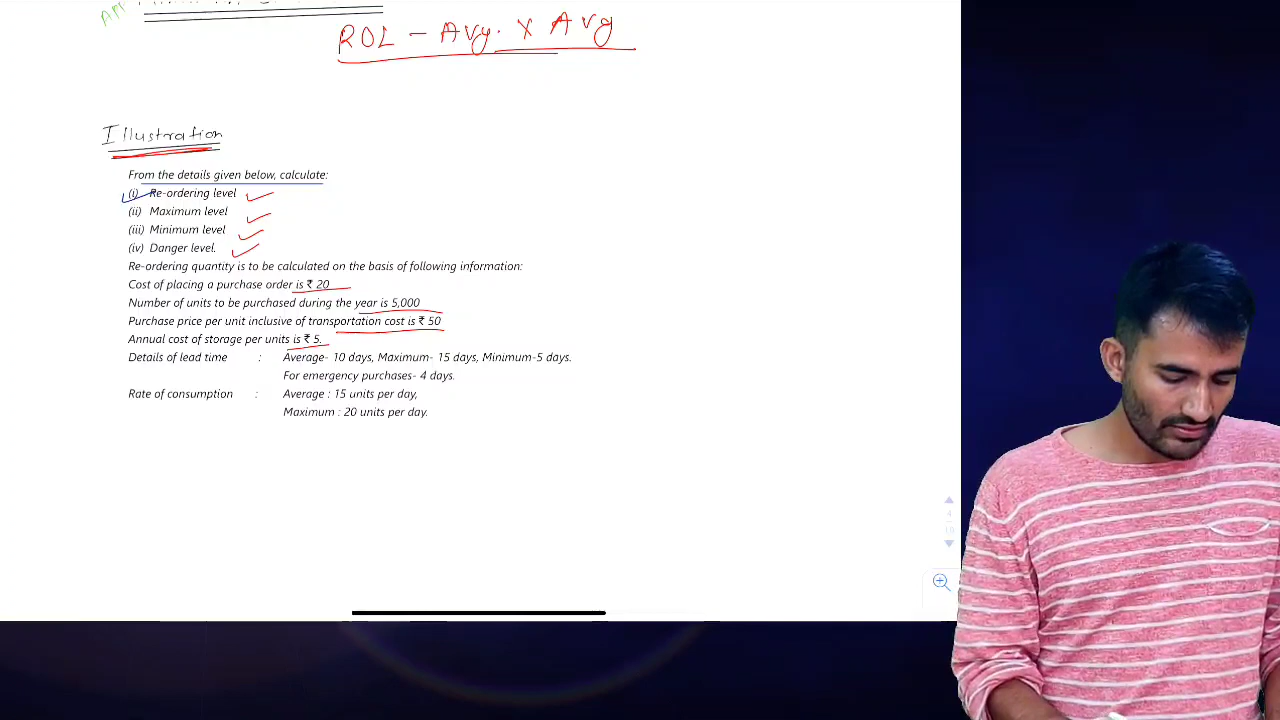 ROL - Avg. X Avg
Illustration
From the details given below, calculate:
(i) Re-ordering level
(ii) Maximum level
(iii) Minimum level
(iv) Danger level.
Re-ordering quantity is to be calculated on the basis of following information:
Cost of placing a purchase order is ₹ 20
Number of units to be purchased during the year is 5,000
Purchase price per unit inclusive of transportation cost is ₹ 50
Annual cost of storage per units is ₹ 5.
Details of lead time : Average- 10 days, Maximum- 15 days, Minimum-5 days.
For emergency purchases- 4 days.
Rate of consumption : Average : 15 units per day,
Maximum : 20 units per day.
4
10